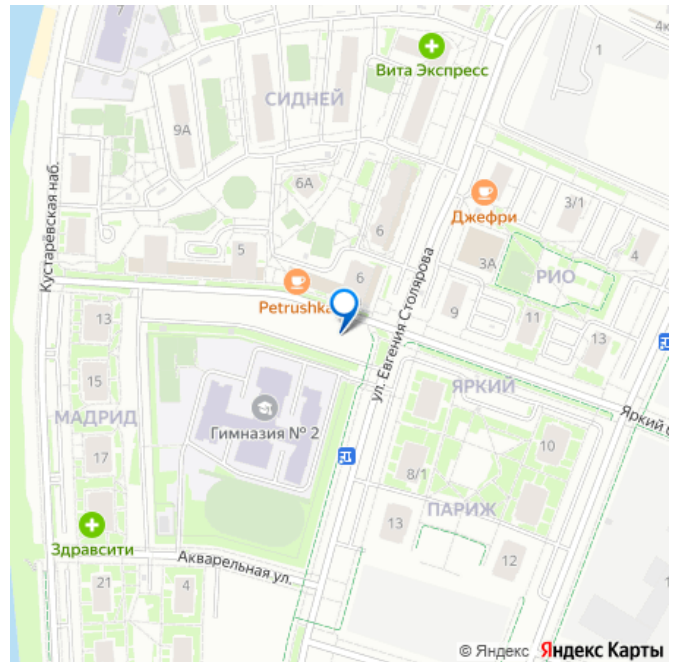 7
4к
1
Вита Экспресс
СИДНЕЙ
9А
6А
Джефри
3/1
Кустарёвская наб.
6
5
4
3А
РИО
6
Petrushka
ул. Евгения Столярова
9
11
13
13
15
ЯРКИЙ
Яркий б
Гимназия № 2
МАДРИД
10
17
8/1
ПАРИЖ
13
Здравсити
12
Акварельная ул.
21
4
1
© Яндекс Яндекс Карты